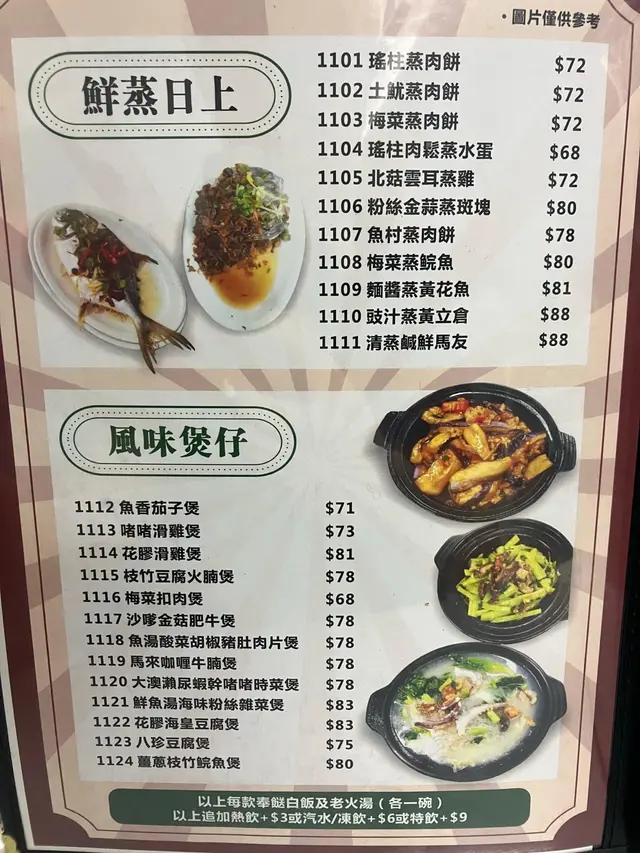 ・圖片僅供參考
鮮蒸日上
1101 瑤柱蒸肉餅 $72
1102 土魷蒸肉餅 $72
1103 梅菜蒸肉餅 $72
1104 瑤柱肉鬆蒸水蛋 $68
1105 北菇雲耳蒸雞 $72
1106 粉絲金蒜蒸斑塊 $80
1107 魚村蒸肉餅 $78
1108 梅菜蒸鯇魚 $80
1109 麵醬蒸黃花魚 $81
1110 豉汁蒸黃立倉 $88
1111 清蒸鹹鮮馬友 $88
風味煲仔
1112 魚香茄子煲 $71
1113 啫啫滑雞煲 $73
1114 花膠滑雞煲 $81
1115 枝竹豆腐火腩煲 $78
1116 梅菜扣肉煲 $68
1117 沙嗲金菇肥牛煲 $78
1118 魚湯酸菜胡椒豬肚肉片煲 $78
1119 馬來咖喱牛腩煲 $78
1120 大澳瀨尿蝦幹啫啫時菜煲 $78
1121 鮮魚湯海味粉絲雜菜煲 $83
1122 花膠海皇豆腐煲 $83
1123 八珍豆腐煲 $75
1124 薑蔥枝竹鯇魚煲 $80
以上每款奉餸白飯及老火湯（各一碗）
以上追加熱飲+$3或汽水/凍飲+$6或特飲+$9